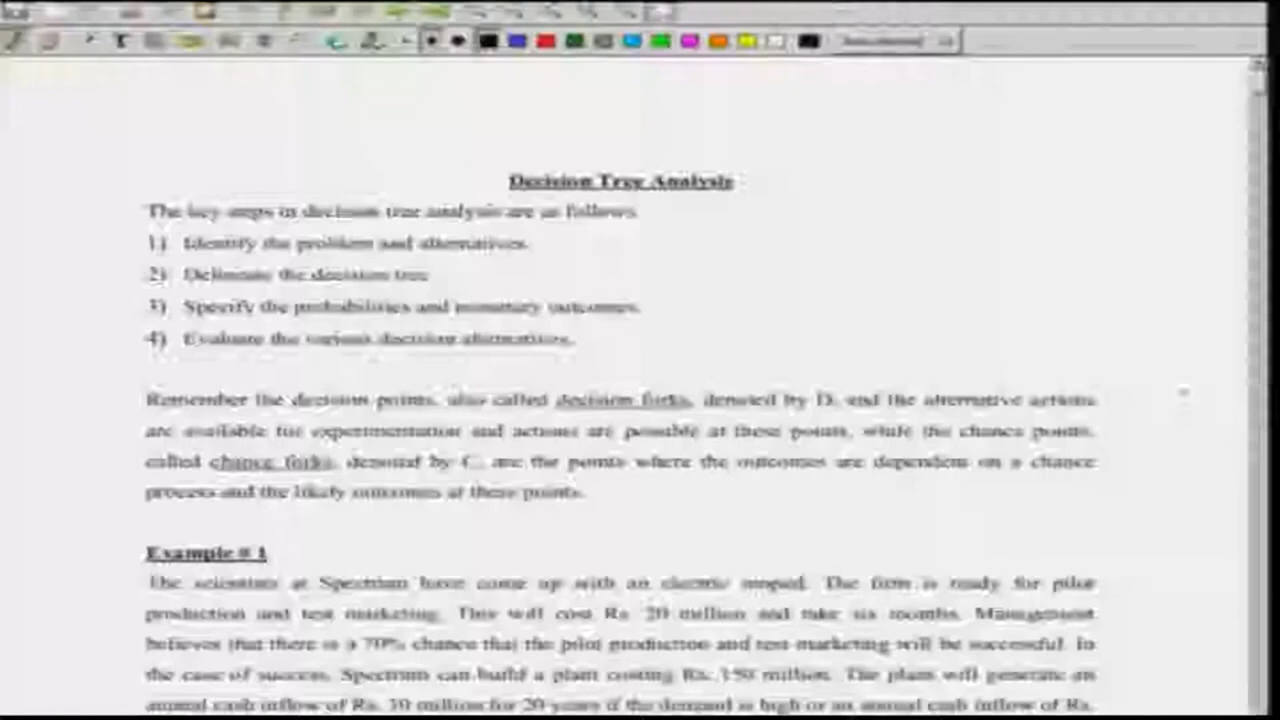 Decision Tree Analysis
The key steps in decision tree analysis are as follows
1) Identify the problem and alternatives.
2) Delineate the decision tree
3) Specify the probabilities and monetary outcomes.
4) Evaluate the various decision alternatives.
Remember the decision points, also called decision forks, denoted by D, and the alternative actions
are available for experimentation and actions are possible at these points, while the chance points,
called chance forks, denoted by C, are the points where the outcomes are dependent on a chance
process and the likely outcomes at these points.
Example # 1
The scientists at Spectrum have come up with an electric moped. The firm is ready for pilot
production and test marketing. This will cost Rs. 20 million and take six months. Management
believes that there is a 70% chance that the pilot production and test marketing will be successful. In
the case of success, Spectrum can build a plant costing Rs. 150 million. The plant will generate an
annual cash inflow of Rs. 30 million for 20 years if the demand is high or an annual cash inflow of Rs.